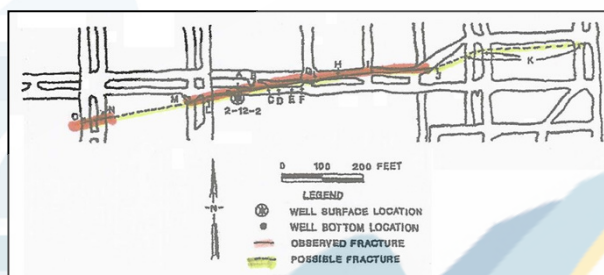 H
A B G I
J K
M L
C D E F
O N
2-12-2
0 100 200 FEET
LEGEND
-N-
WELL SURFACE LOCATION
WELL BOTTOM LOCATION
OBSERVED FRACTURE
POSSIBLE FRACTURE